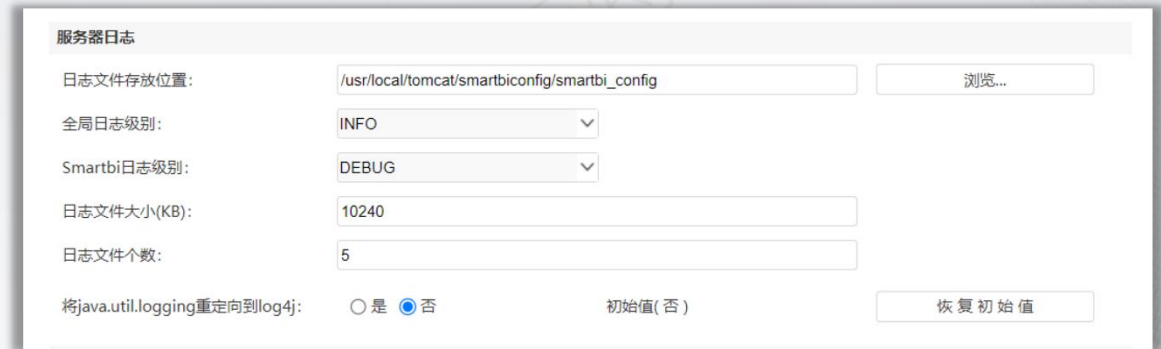 服务器日志
日志文件存放位置: /usr/local/tomcat/smartbiconfig/smartbi_config 浏览...
全局日志级别: INFO
Smartbi日志级别: DEBUG
日志文件大小(KB): 10240
日志文件个数: 5
将java.util.logging重定向到log4j: 是 否 初始值( 否 ) 恢复初始值